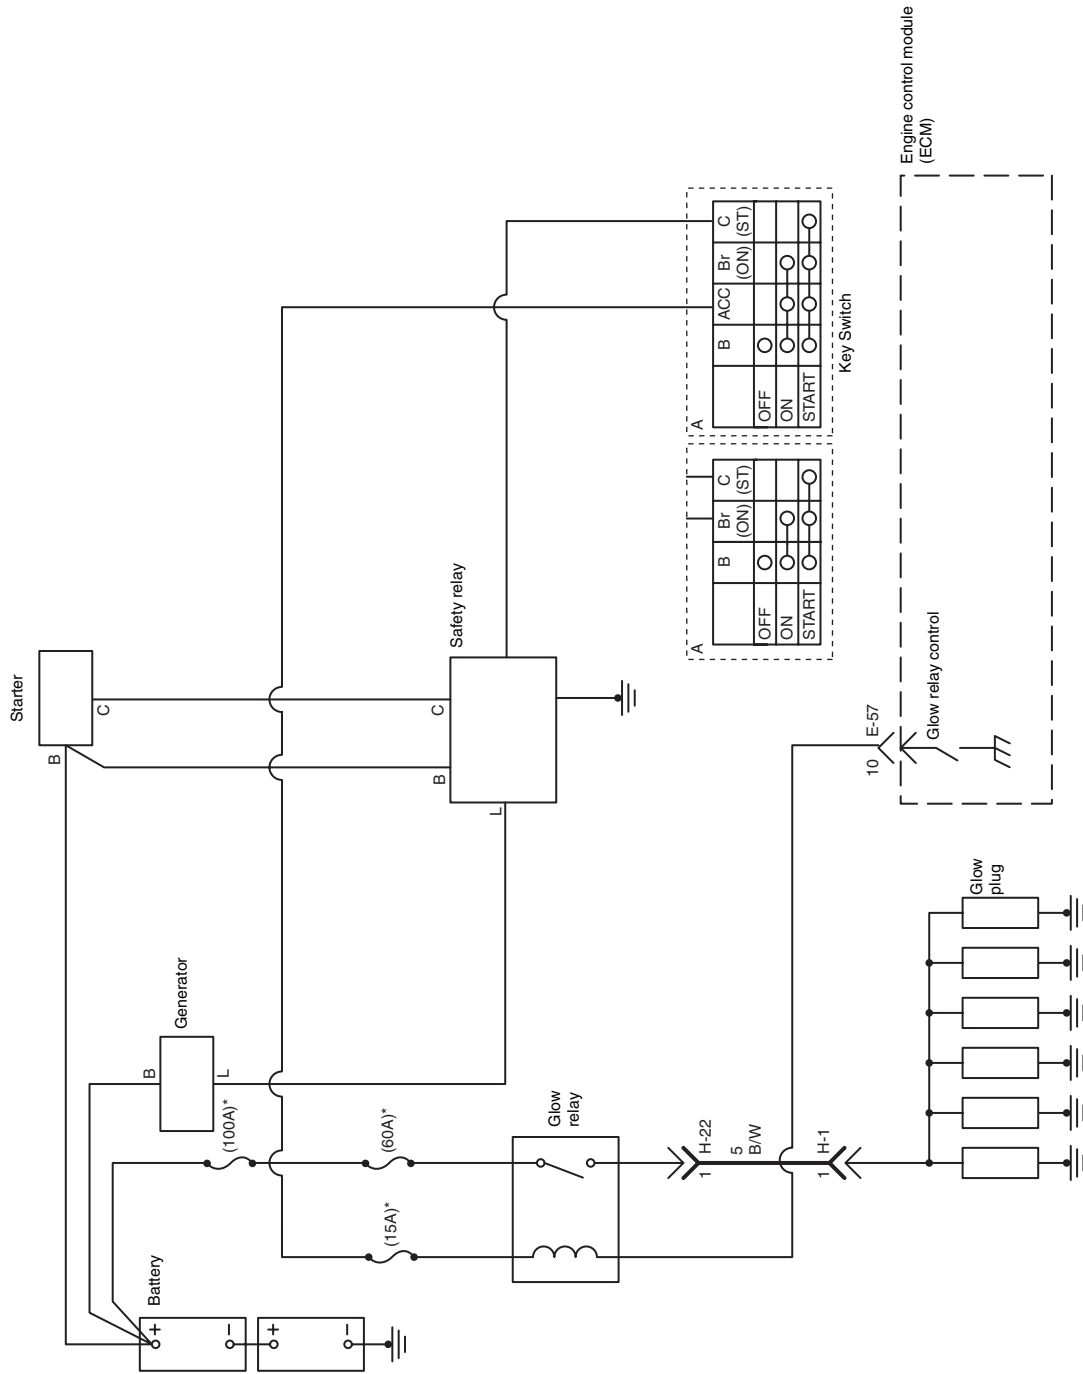 Engine control module
(ECM)
Starter
B
C
Safety relay
C
B
L
A
B
ACC
Br
(ON)
C
(ST)
OFF
ON
START
Key Switch
A
B
Br
(ON)
C
(ST)
OFF
ON
START
Glow relay control
10
E-57
Generator
B
L
(100A)*
(60A)*
(15A)*
Glow
relay
Battery
+
−
+
−
1
H-22
5
B/W
1
H-1
Glow
plug